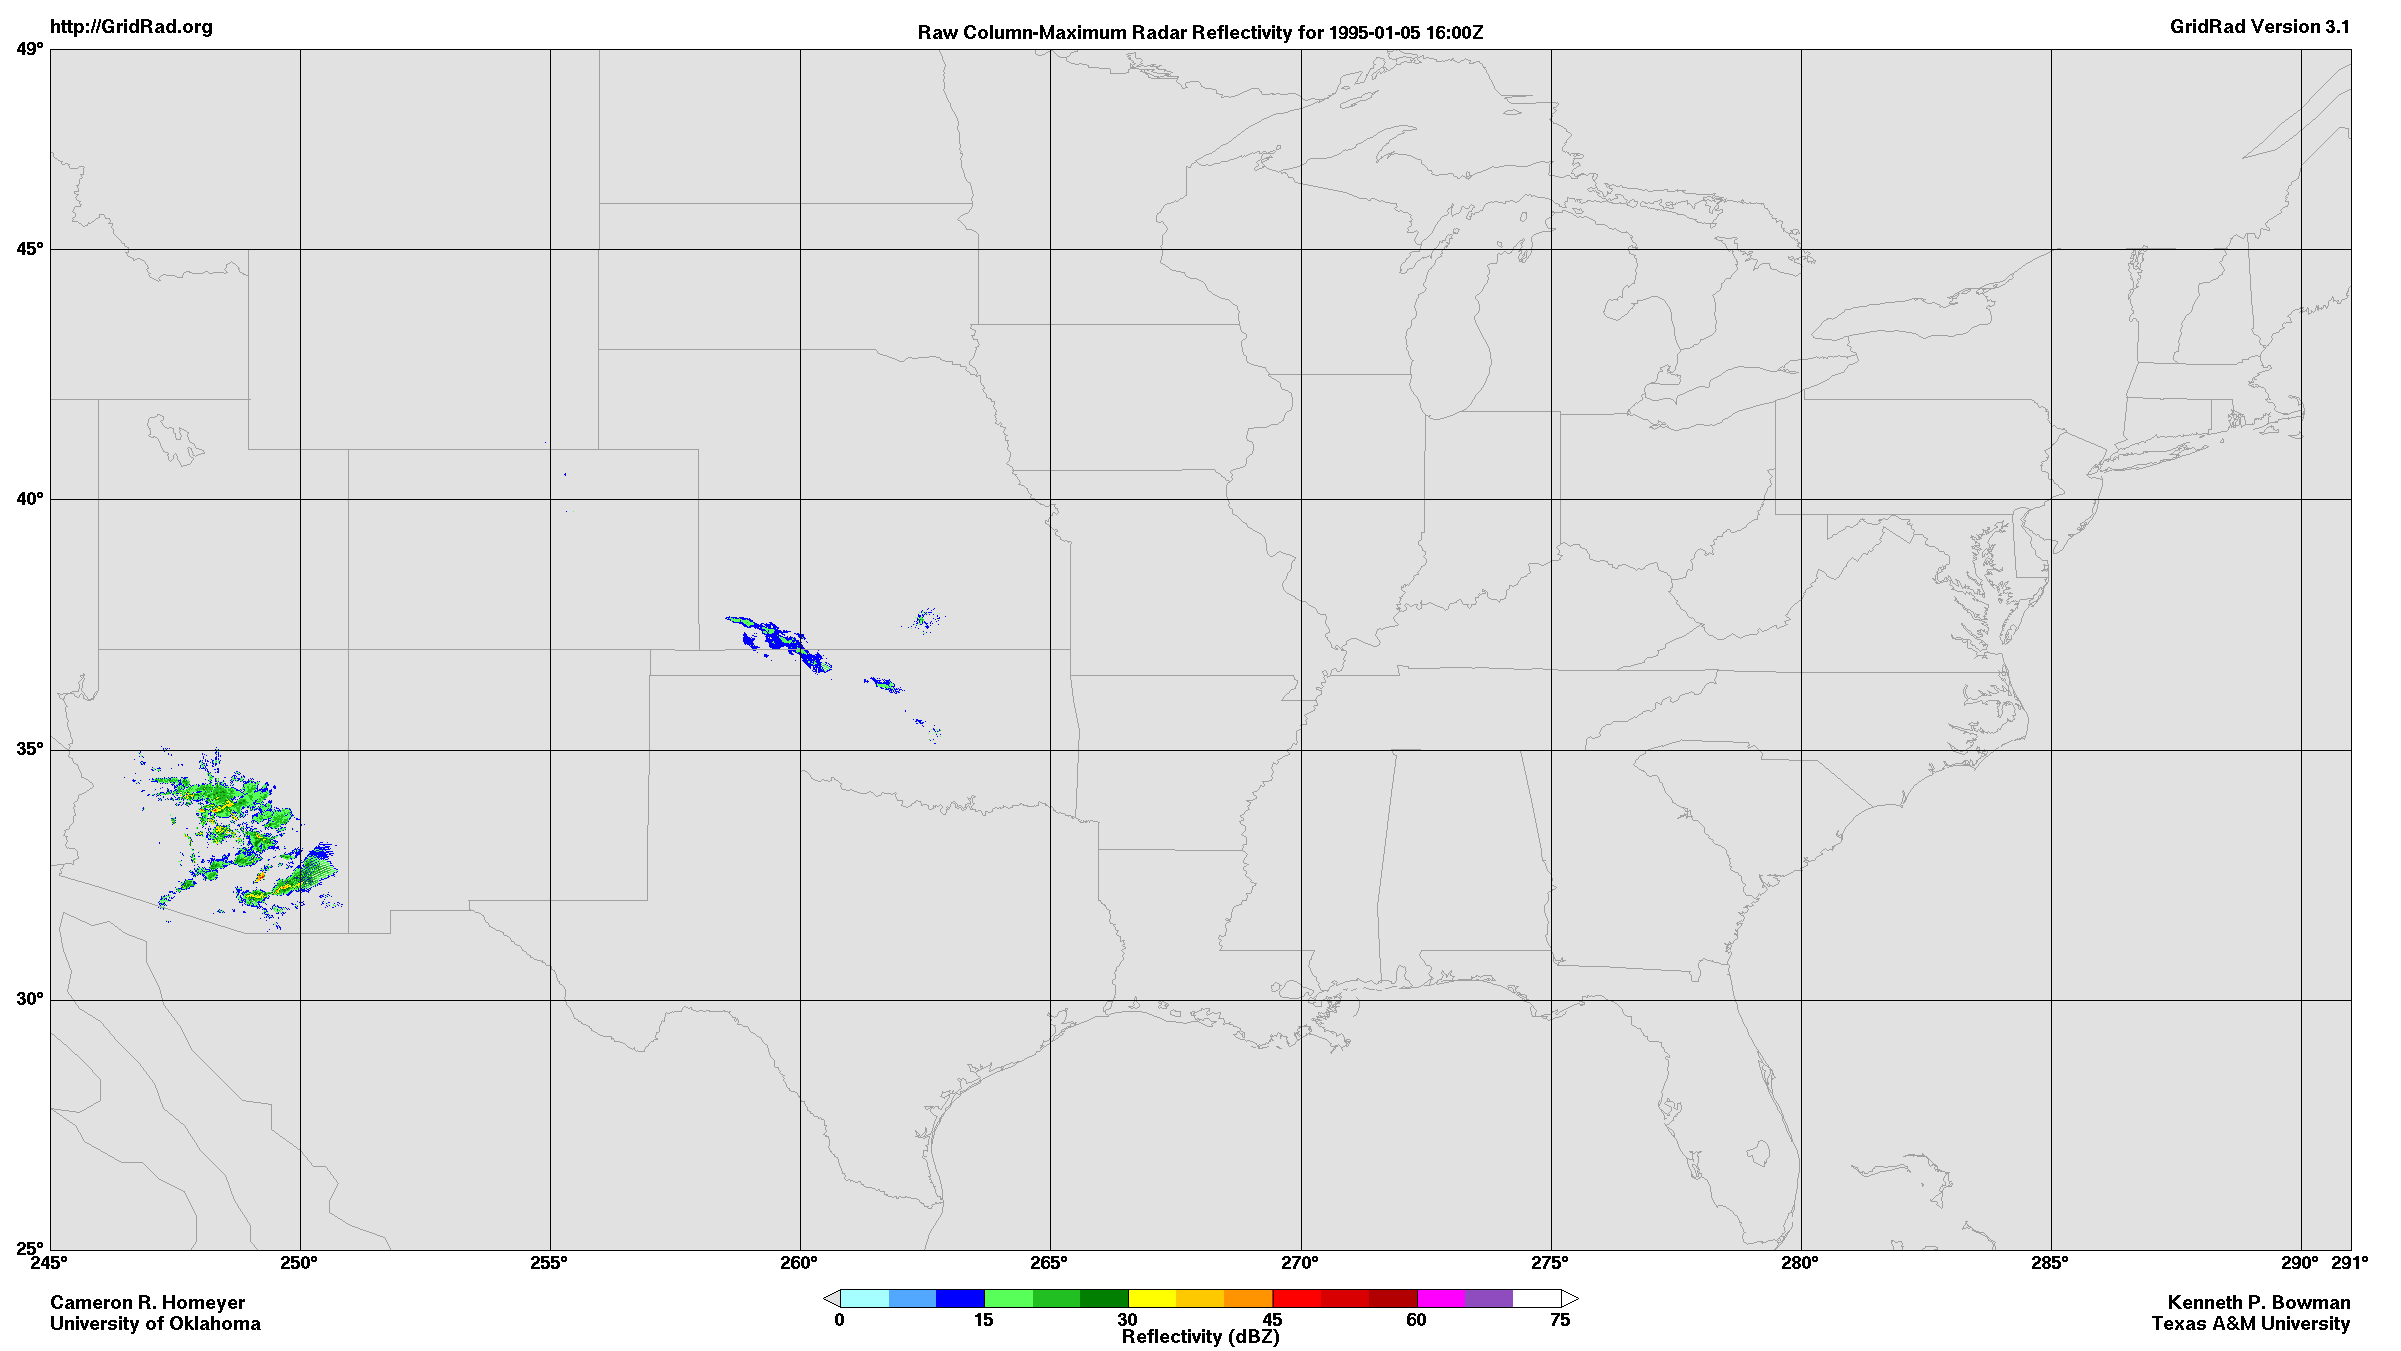 http://GridRad.org
Raw Column-Maximum Radar Reflectivity for 1995-01-05 16:00Z
GridRad Version 3.1
49°
45°
40°
35°
30°
25°
245° 250° 255° 260° 265° 270° 275° 280° 285° 290° 291°
0 15 30 45 60 75
Reflectivity (dBZ)
Cameron R. Homeyer
University of Oklahoma
Kenneth P. Bowman
Texas A&M University